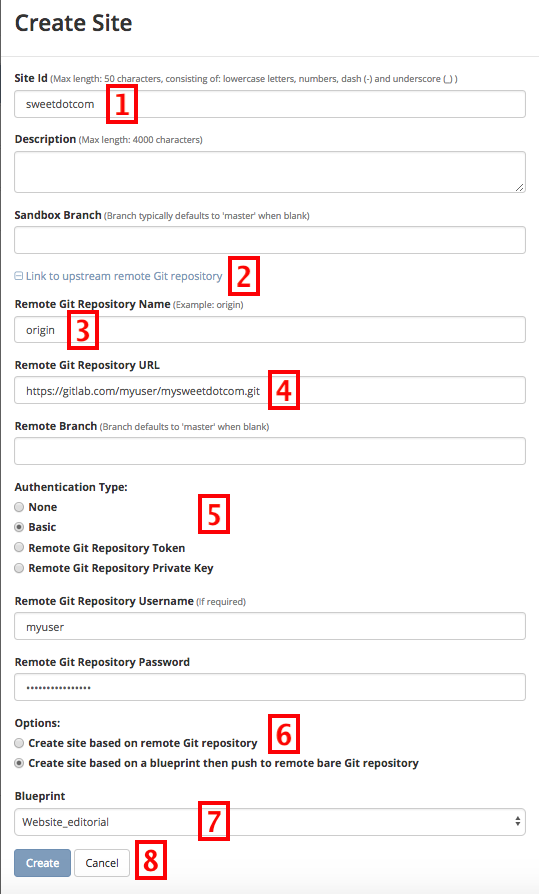 Create Site
Site Id (Max length: 50 characters, consisting of: lowercase letters, numbers, dash (-) and underscore (_) )
sweetdotcom 1
Description (Max length: 4000 characters)
Sandbox Branch (Branch typically defaults to 'master' when blank)
Link to upstream remote Git repository 2
Remote Git Repository Name (Example: origin)
origin 3
Remote Git Repository URL
https://gitlab.com/myuser/mysweetdotcom.git 4
Remote Branch (Branch defaults to 'master' when blank)
Authentication Type:
None
5
Basic
Remote Git Repository Token
Remote Git Repository Private Key
Remote Git Repository Username (If required)
myuser
Remote Git Repository Password
••••••••••••••••
Options:
6
Create site based on remote Git repository
Create site based on a blueprint then push to remote bare Git repository
Blueprint
Website_editorial 7
Create Cancel 8